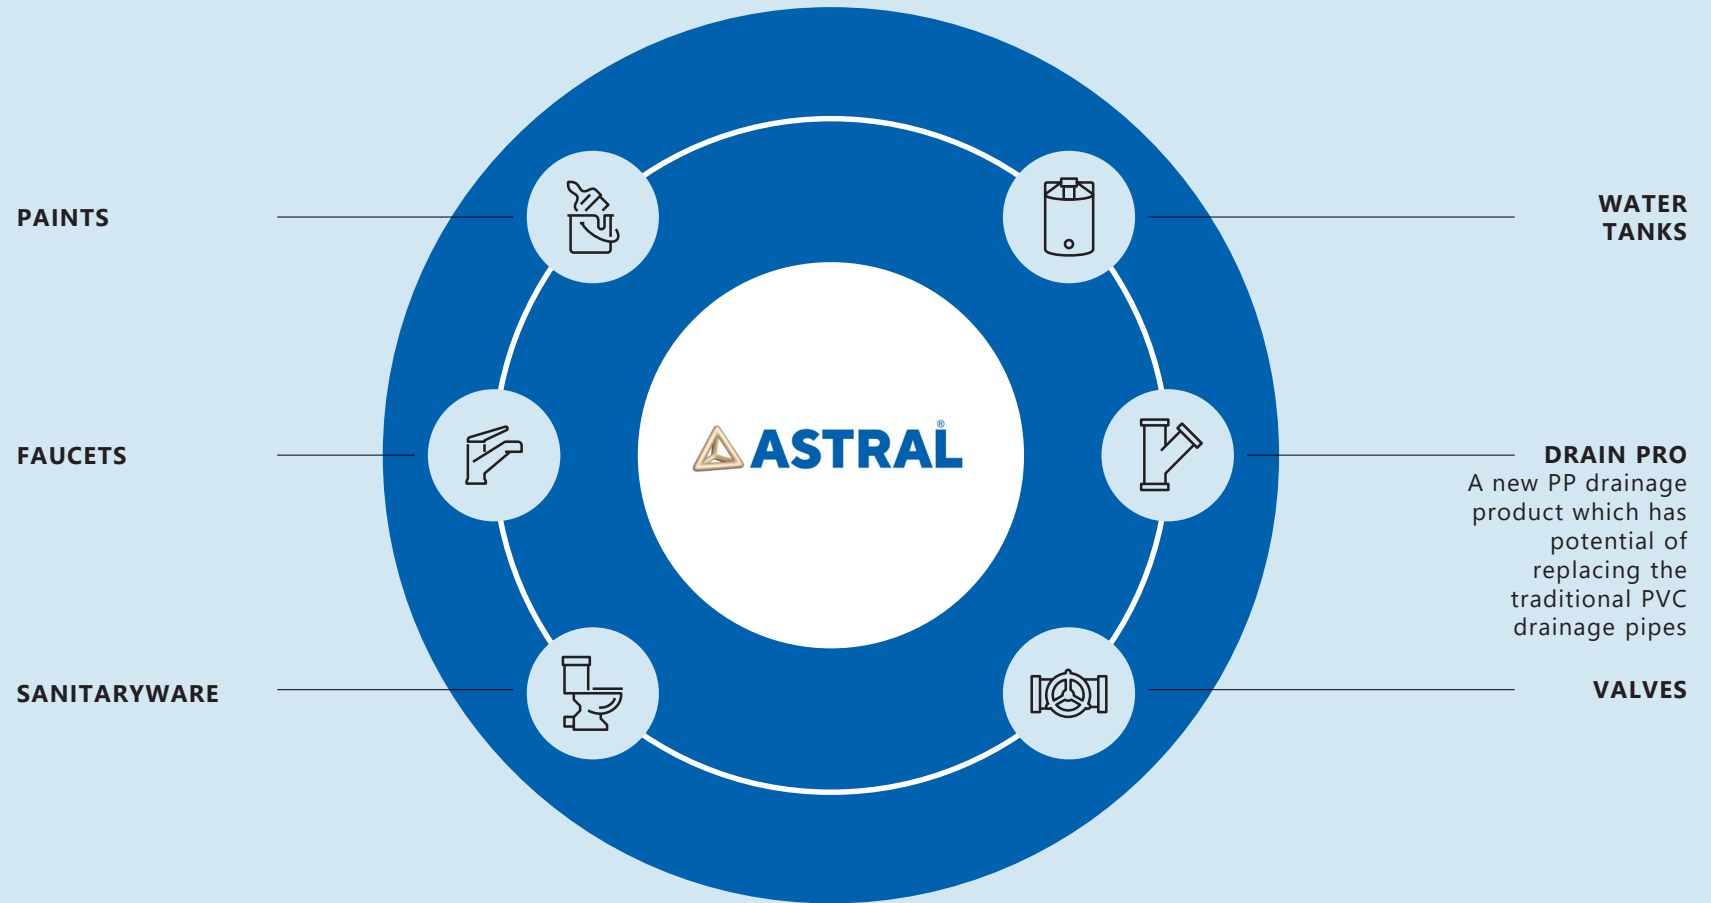 PAINTS
FAUCETS
SANITARYWARE
ASTRAL®
WATER
TANKS
DRAIN PRO
A new PP drainage
product which has
potential of
replacing the
traditional PVC
drainage pipes
VALVES